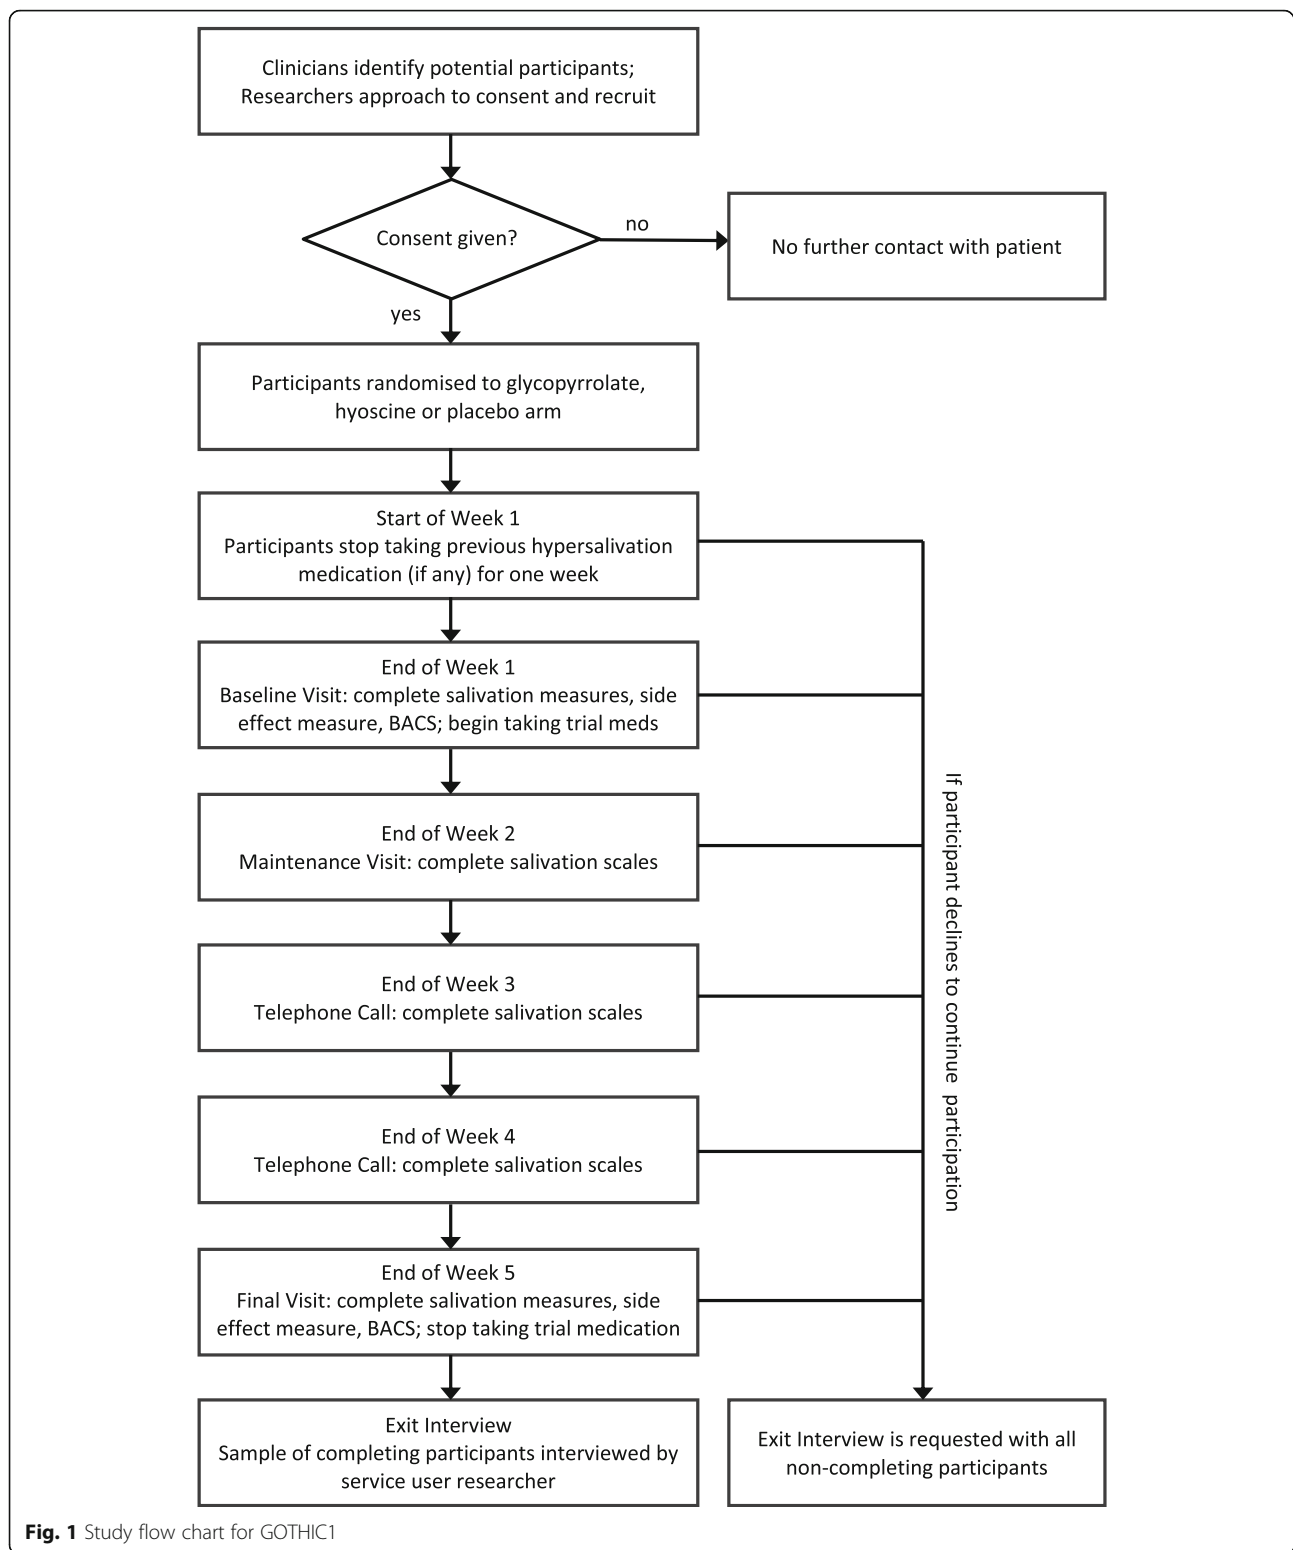 Clinicians identify potential participants;
Researchers approach to consent and recruit
Consent given?
no
No further contact with patient
yes
Participants randomised to glycopyrrolate,
hyoscine or placebo arm
Start of Week 1
Participants stop taking previous hypersalivation
medication (if any) for one week
End of Week 1
Baseline Visit: complete salivation measures, side
effect measure, BACS; begin taking trial meds
End of Week 2
Maintenance Visit: complete salivation scales
End of Week 3
Telephone Call: complete salivation scales
End of Week 4
Telephone Call: complete salivation scales
End of Week 5
Final Visit: complete salivation measures, side
effect measure, BACS; stop taking trial medication
If participant declines to continue participation
Exit Interview
Sample of completing participants interviewed by
service user researcher
Exit Interview is requested with all
non-completing participants
Fig. 1 Study flow chart for GOTHIC1